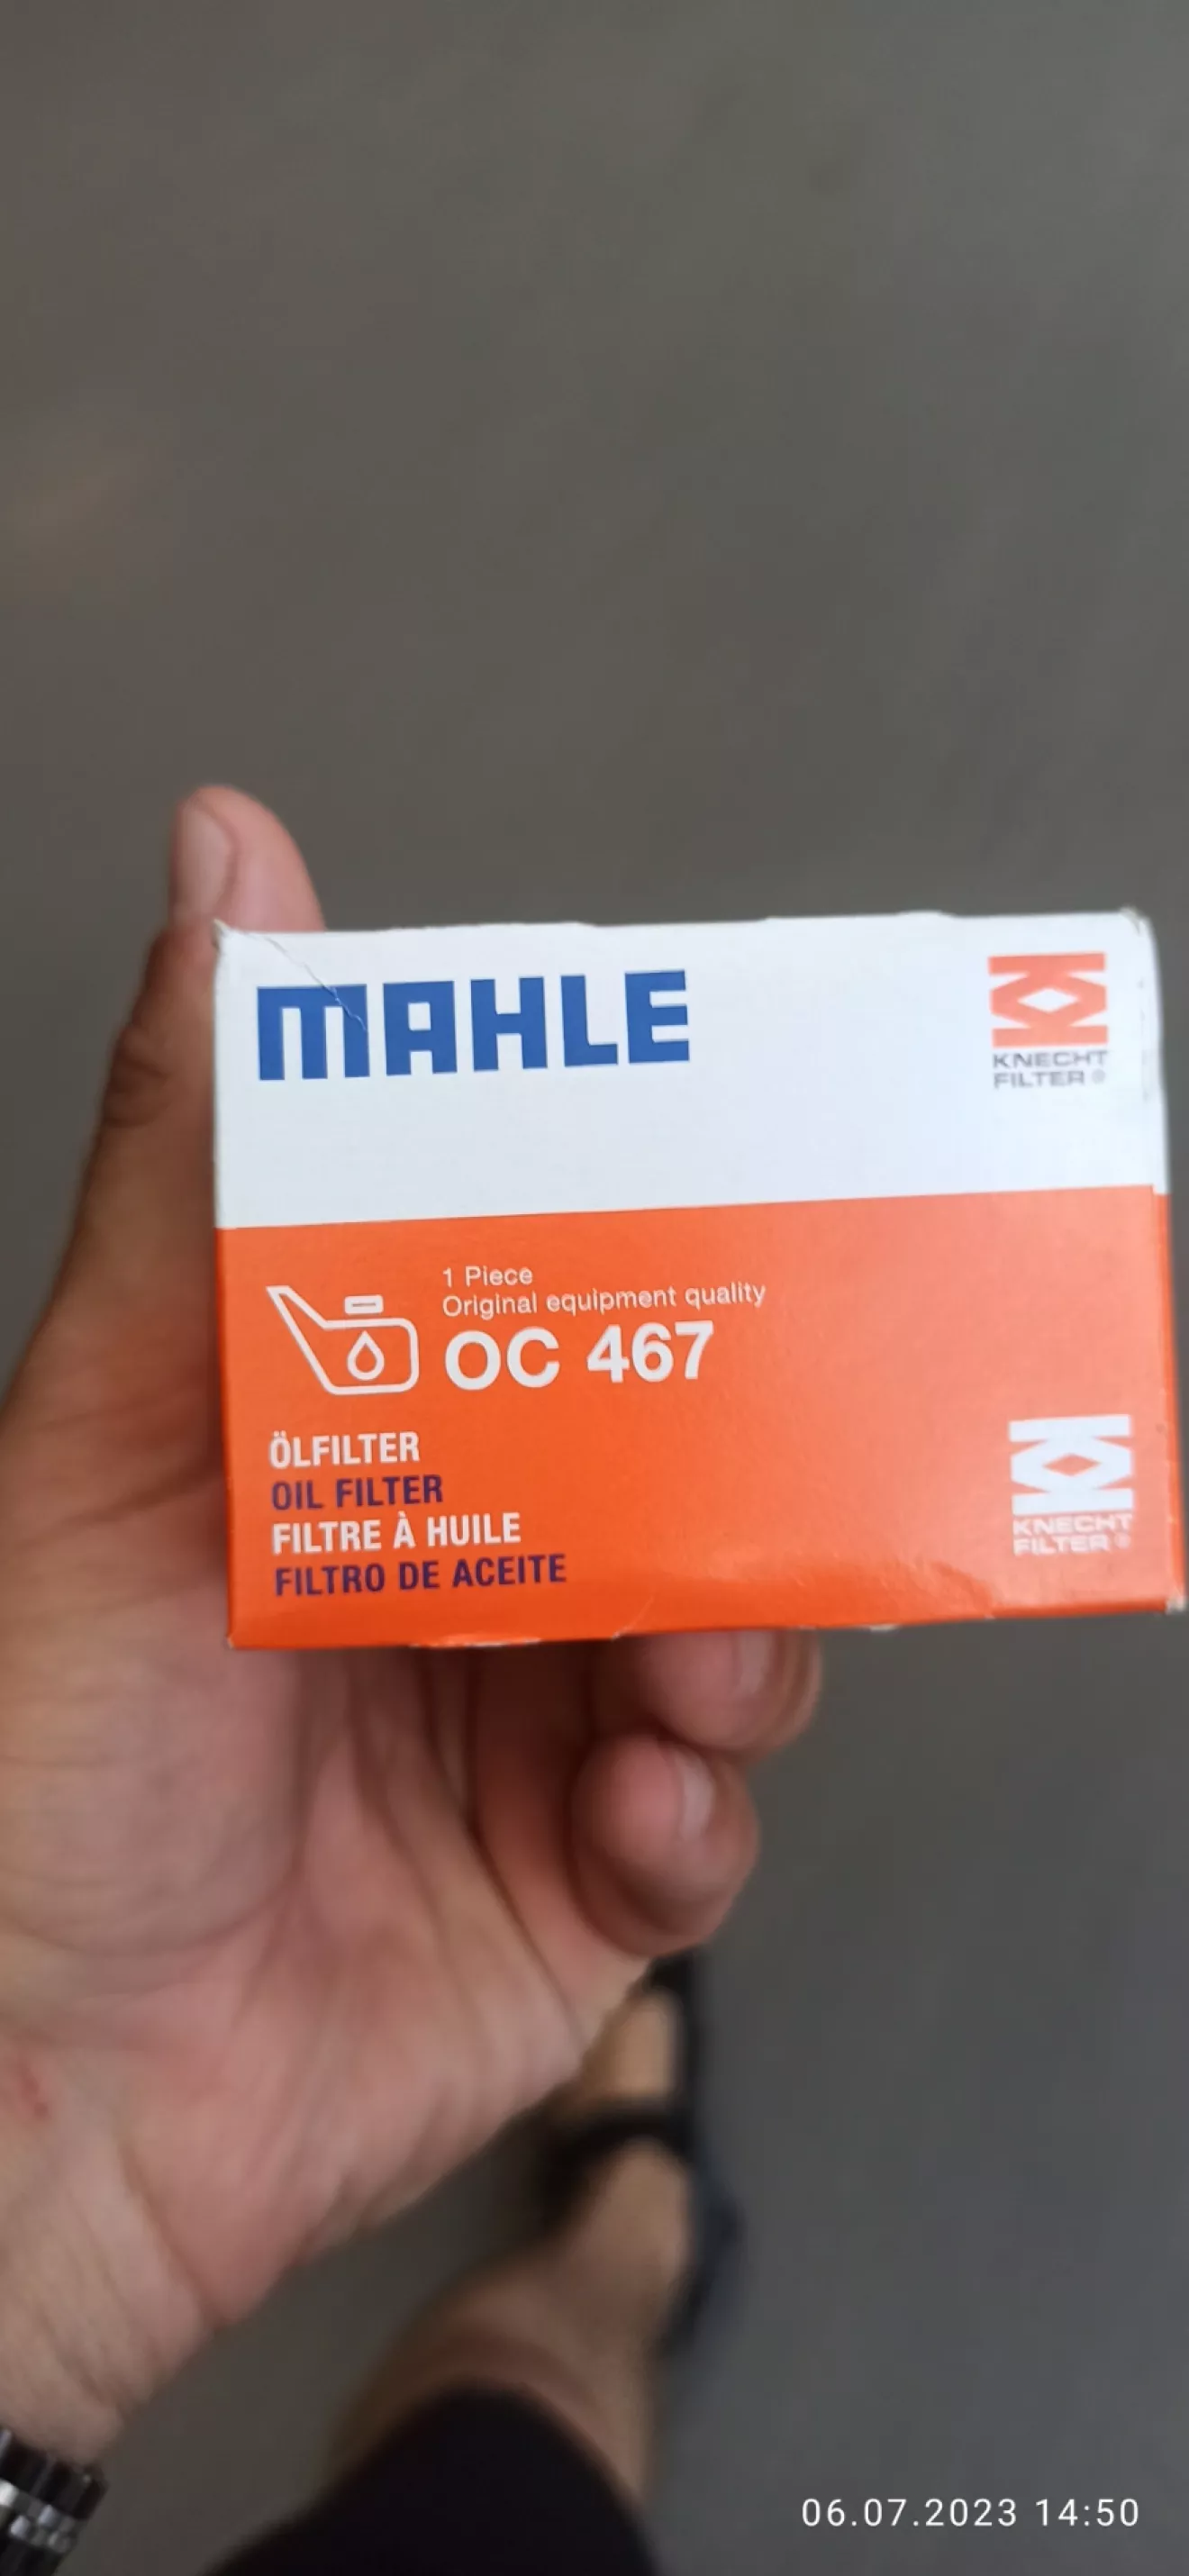 MAHLE
KNECHT
FILTER®
1 Piece
Original equipment quality
OC 467
ÖLFILTER
OIL FILTER
FILTRE À HUILE
FILTRO DE ACEITE
KNECHT
FILTER®
06.07.2023 14:50